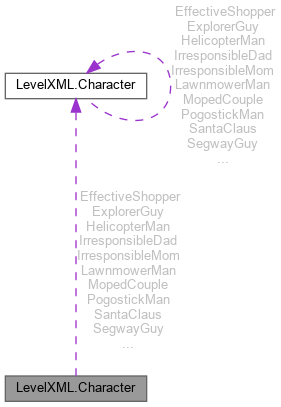 EffectiveShopper
ExplorerGuy
HelicopterMan
IrresponsibleDad
IrresponsibleMom
LawnmowerMan
MopedCouple
PogostickMan
SantaClaus
SegwayGuy
...
LevelXML.Character
EffectiveShopper
ExplorerGuy
HelicopterMan
IrresponsibleDad
IrresponsibleMom
LawnmowerMan
MopedCouple
PogostickMan
SantaClaus
SegwayGuy
...
LevelXML.Character